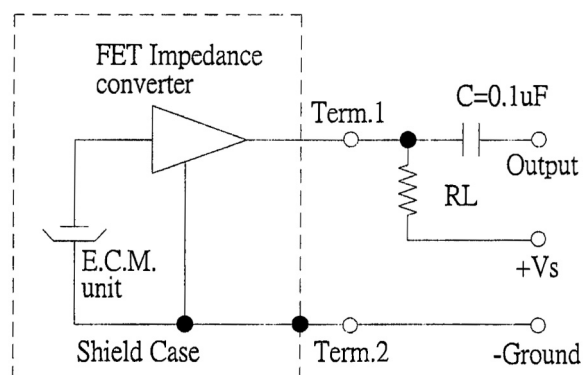 FET Impedance
converter
Term.1
C=0.1uF
Output
RL
+Vs
E.C.M.
unit
Shield Case
Term.2
-Ground